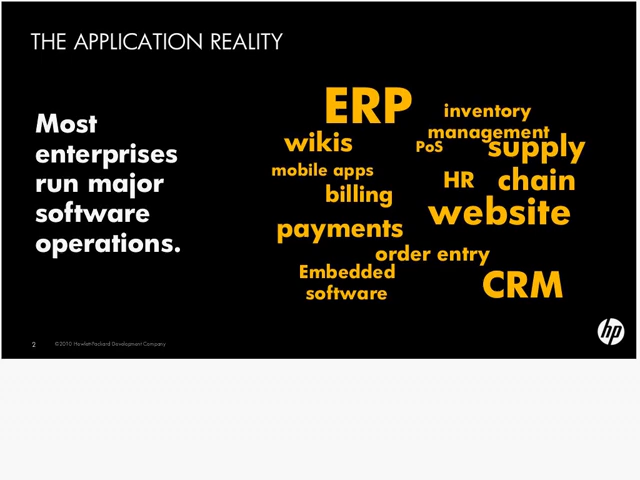 THE APPLICATION REALITY
Most
enterprises
run major
software
operations.
ERP
inventory
management
wikis
PoS
supply
chain
mobile apps
HR
billing
website
payments
order entry
Embedded
software
CRM
hp
2 ©2010 Hewlett-Packard Development Company